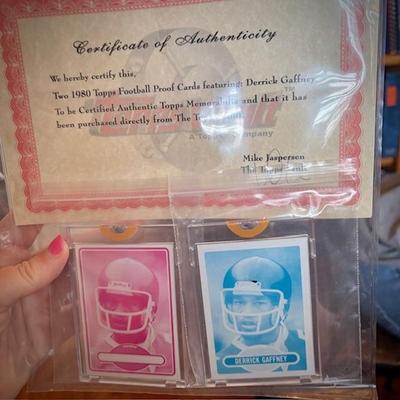 Certificate of Authenticity
We hereby certify this,
Two 1980 Topps Football Proof Cards featuring: Derrick Gaffney
To be Certified Authentic Topps Memorabilia and that it has
been purchased directly from The Topps
Company
Mike Jaspersen
The Topps
DERRICK GAFFNEY